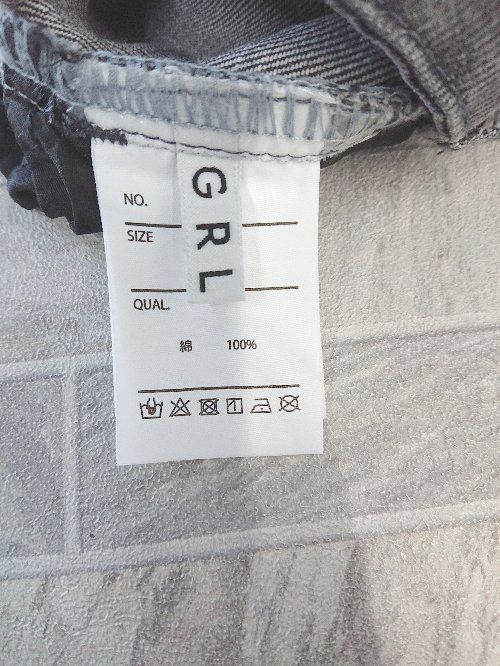 NO.
GRL
SIZE
QUAL.
綿 100%